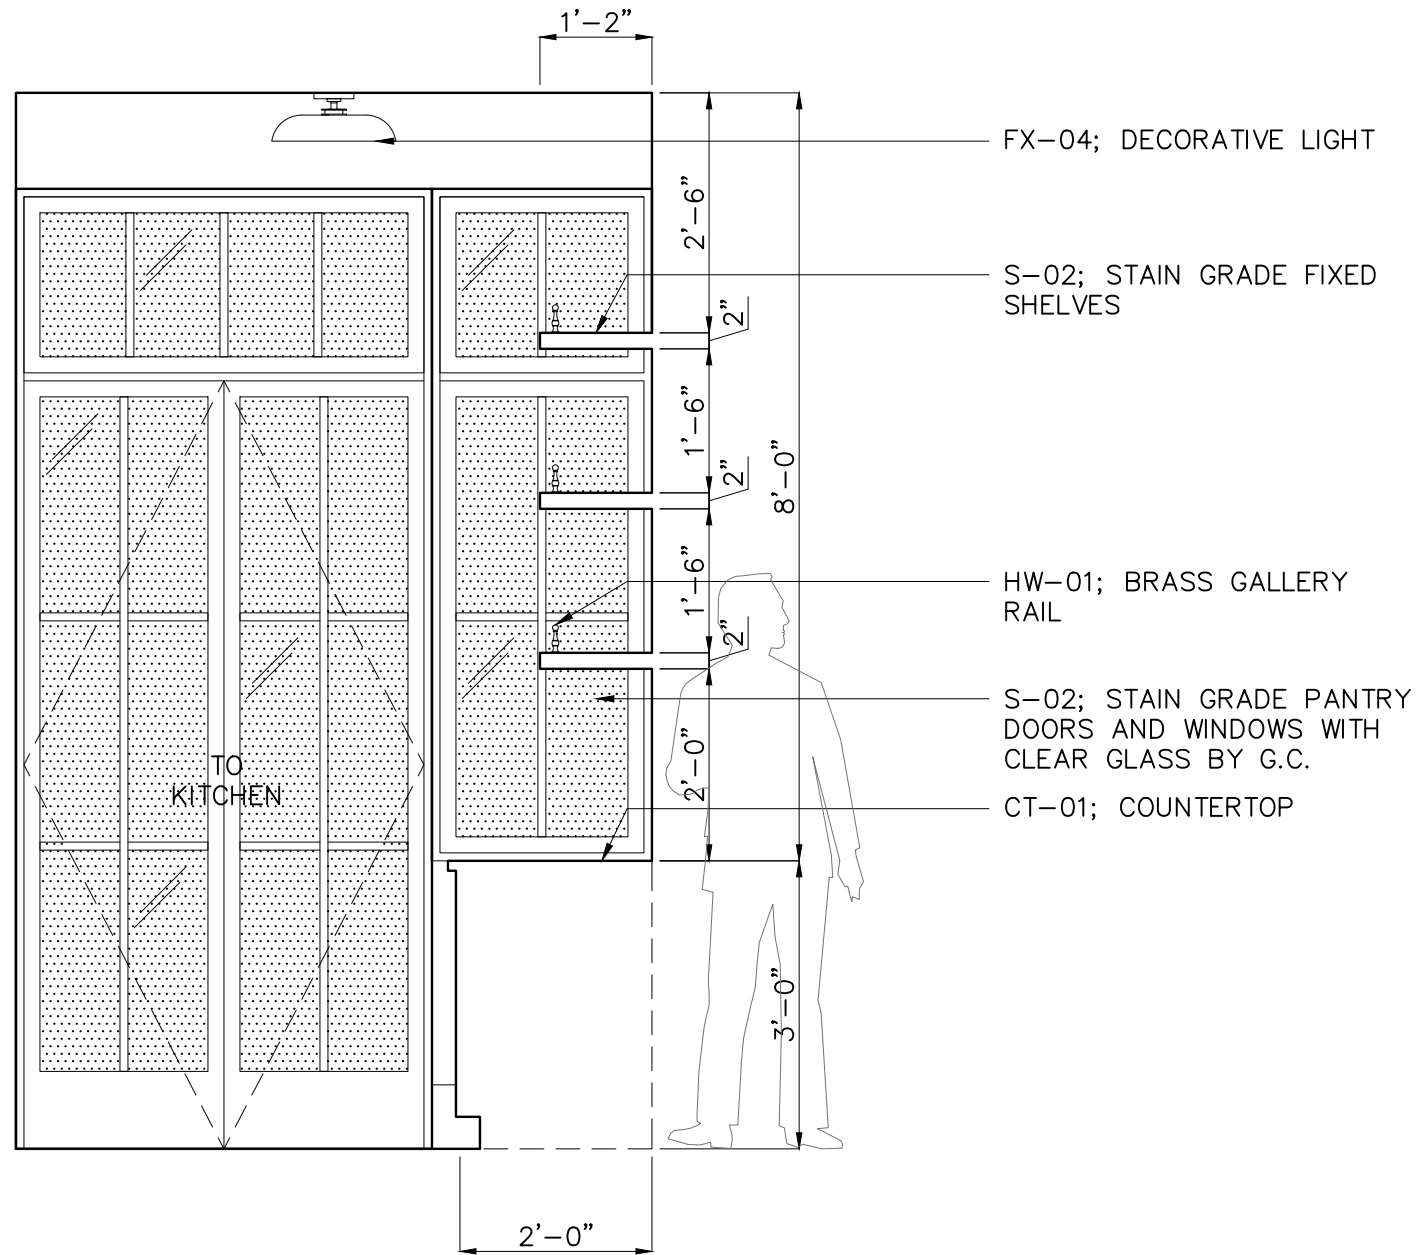 1'-2"
FX-04; DECORATIVE LIGHT
2'-6"
S-02; STAIN GRADE FIXED
SHELVES
2"
1'-6"
8'-0"
2"
1'-6"
HW-01; BRASS GALLERY
RAIL
2"
S-02; STAIN GRADE PANTRY
DOORS AND WINDOWS WITH
CLEAR GLASS BY G.C.
2'-0"
TO
KITCHEN
CT-01; COUNTERTOP
3'-0"
2'-0"